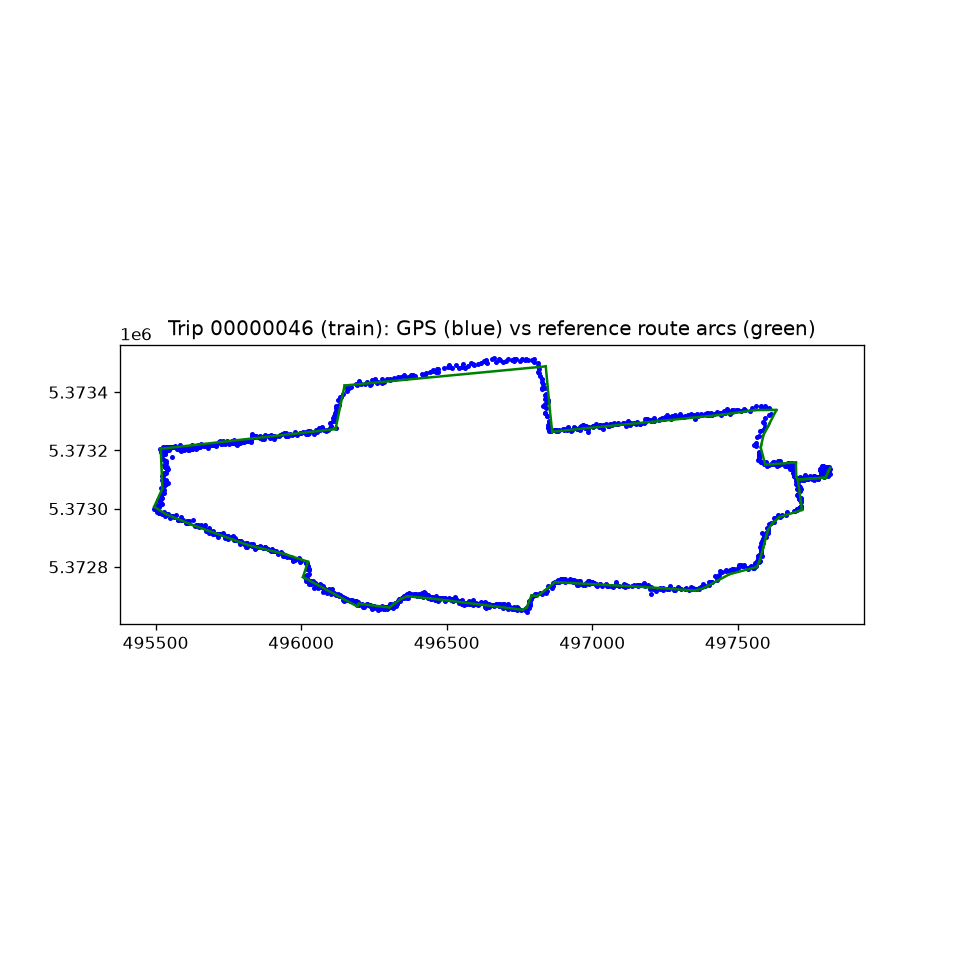 Trip 00000046 (train): GPS (blue) vs reference route arcs (green)
1e6
5.3734
5.3732
5.3730
5.3728
495500 496000 496500 497000 497500